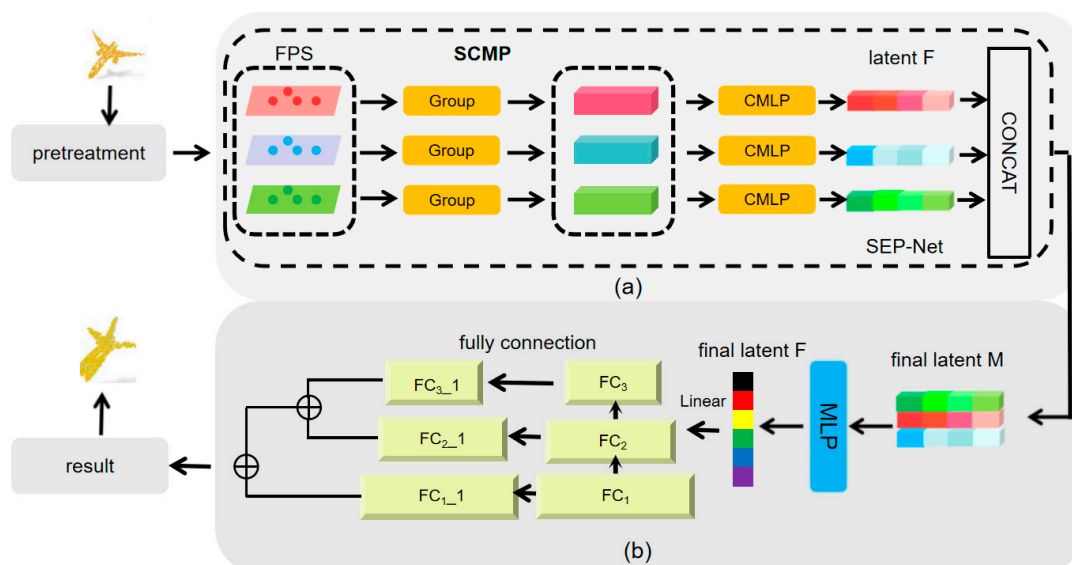 FPS
SCMP
latent F
pretreatment
Group
CMLP
Group
CMLP
Group
CMLP
CONCAT
SEP-Net
(a)
fully connection
final latent F
final latent M
FC₃_1
FC₃
Linear
MLP
FC₂_1
FC₂
result
FC₁_1
FC₁
(b)